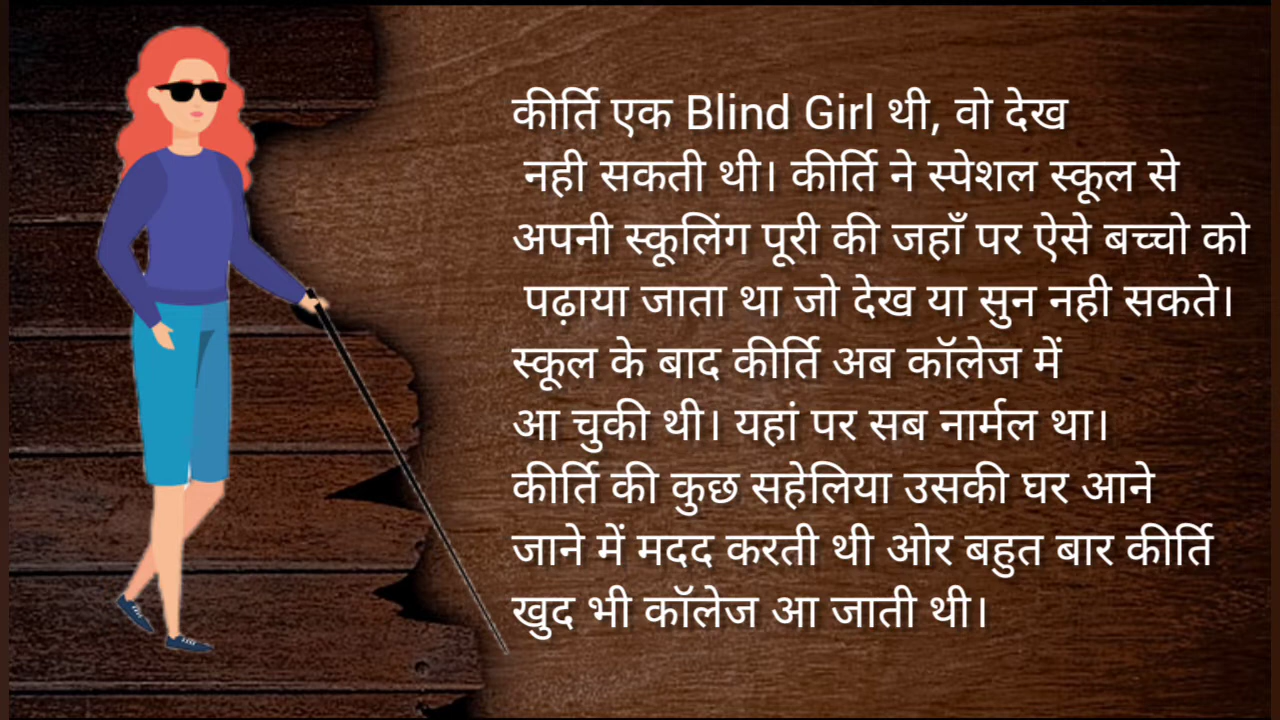 कीर्ति एक Blind Girl थी, वो देख
नही सकती थी। कीर्ति ने स्पेशल स्कूल से
अपनी स्कूलिंग पूरी की जहाँ पर ऐसे बच्चो को
पढ़ाया जाता था जो देख या सुन नही सकते।
स्कूल के बाद कीर्ति अब कॉलेज में
आ चुकी थी। यहां पर सब नार्मल था।
कीर्ति की कुछ सहेलिया उसकी घर आने
जाने में मदद करती थी ओर बहुत बार कीर्ति
खुद भी कॉलेज आ जाती थी।